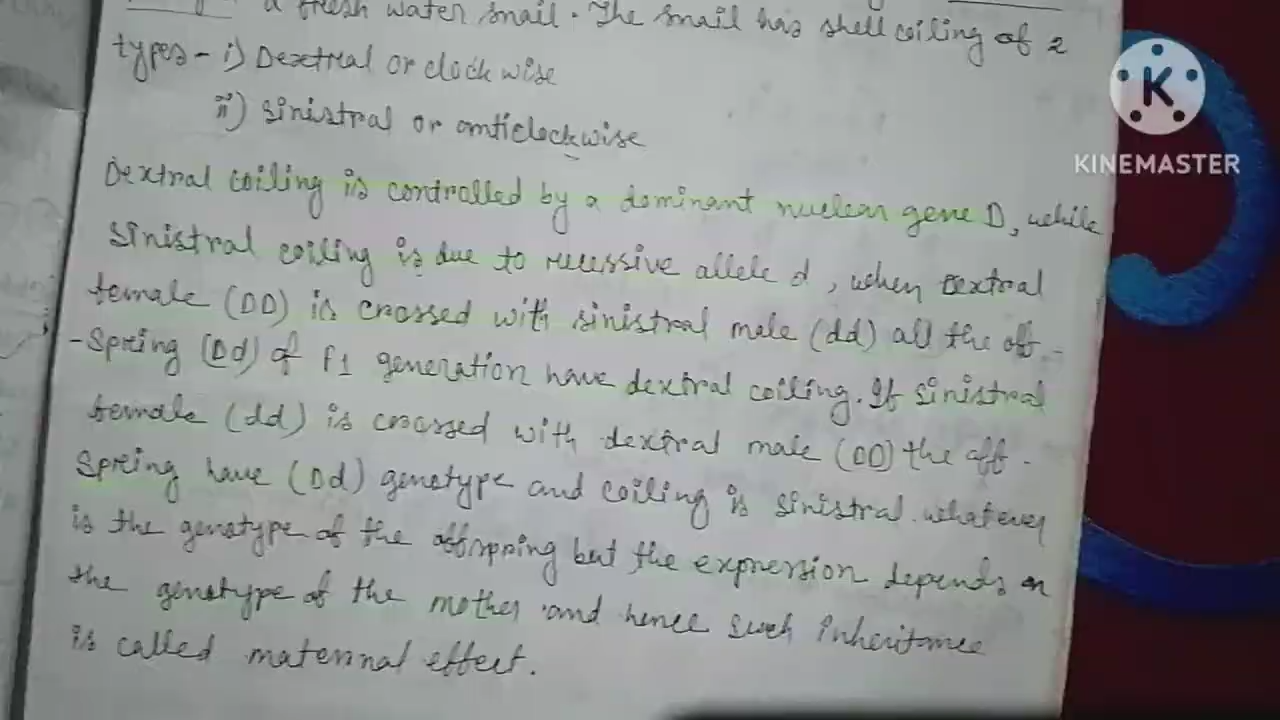 a fresh water snail. The snail has shell coiling of 2
types - i) Dextral or clockwise
ii) sinistral or anticlockwise
Dextral coiling is controlled by a dominant nuclear gene D, while
sinistral coiling is due to recessive allele d, when Dextral
female (DD) is crossed with sinistral male (dd) all the off -
- Spring (Dd) of F1 generation have dextral coiling. If sinistral
female (dd) is crossed with dextral male (DD) the off -
spring have (Dd) genotype and coiling is sinistral. whatever
is the genotype of the offspring but the expression depends on
the genotype of the mother and hence such inheritance
is called maternal effect.
K
KINEMASTER